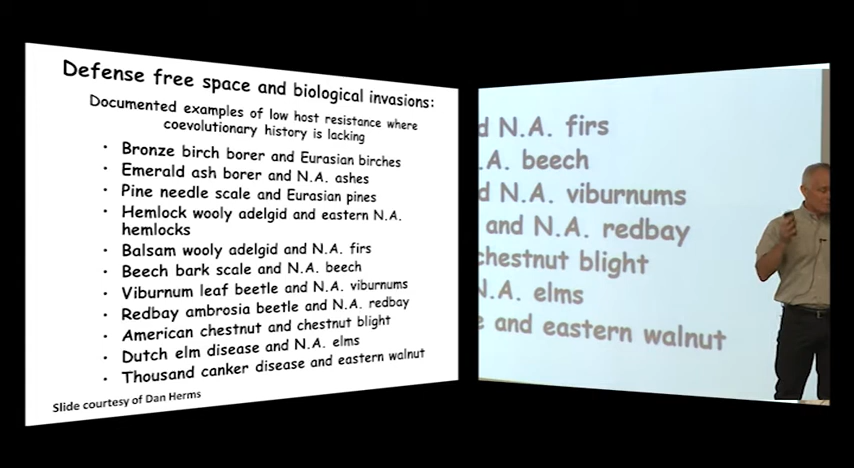 Defense free space and biological invasions:
Documented examples of low host resistance where
coevolutionary history is lacking
• Bronze birch borer and Eurasian birches
• Emerald ash borer and N.A. ashes
• Pine needle scale and Eurasian pines
• Hemlock wooly adelgid and eastern N.A.
hemlocks
• Balsam wooly adelgid and N.A. firs
• Beech bark scale and N.A. beech
• Viburnum leaf beetle and N.A. viburnums
• Redbay ambrosia beetle and N.A. redbay
• American chestnut and chestnut blight
• Dutch elm disease and N.A. elms
• Thousand canker disease and eastern walnut
Slide courtesy of Dan Herms
d N.A. firs
.A. beech
d N.A. viburnums
and N.A. redbay
chestnut blight
N.A. elms
e and eastern walnut